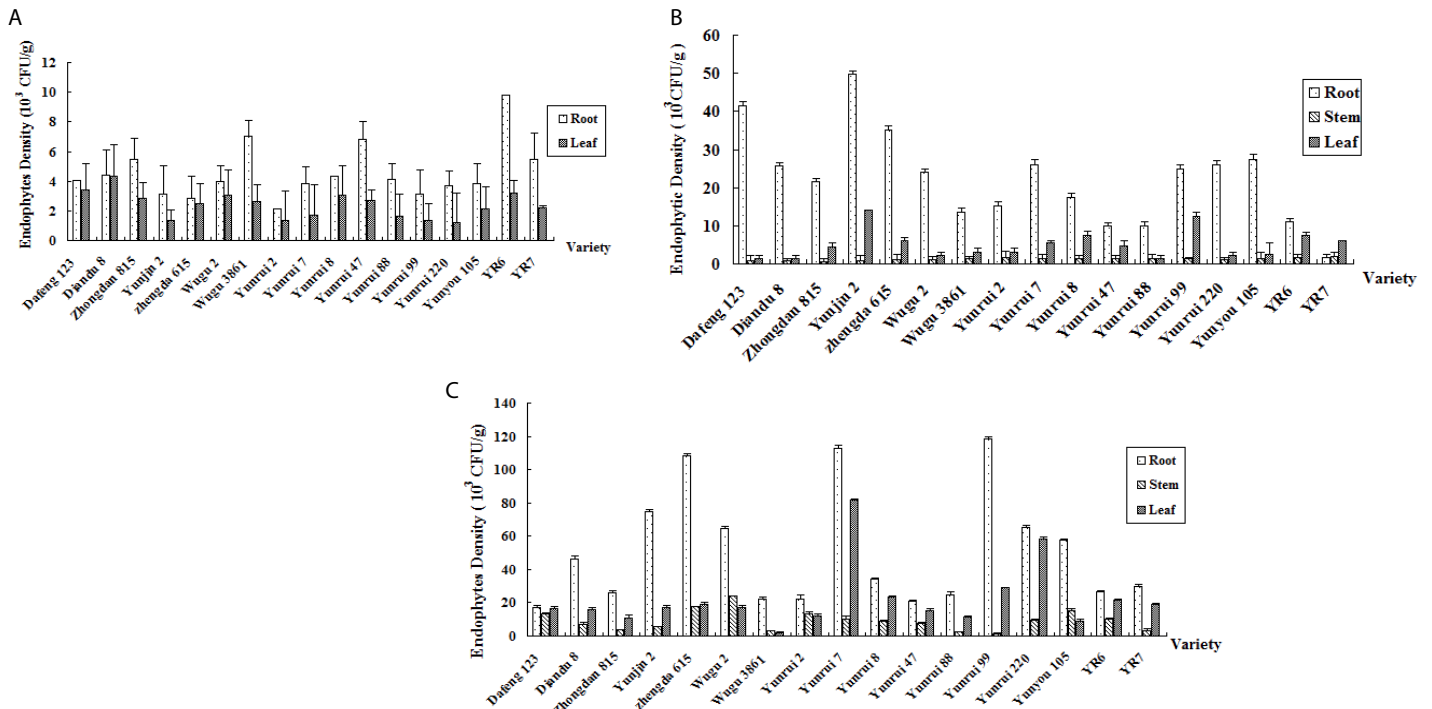 A
Endophytes Density (10³ CFU/g)
12
10
8
6
4
2
0
Root
Leaf
Variety
Dafeng 123
Diandu 8
Zhongdan 815
Yunjin 2
zhengda 615
Wugu 2
Wugu 3861
Yunrui 2
Yunrui 7
Yunrui 8
Yunrui 47
Yunrui 88
Yunrui 99
Yunrui 220
Yunyou 105
YR6
YR7
B
Endophytic Density ( 10³CFU/g)
60
50
40
30
20
10
0
Root
Stem
Leaf
Variety
Dafeng 123
Diandu 8
Zhongdan 815
Yunjin 2
zhengda 615
Wugu 2
Wugu 3861
Yunrui 2
Yunrui 7
Yunrui 8
Yunrui 47
Yunrui 88
Yunrui 99
Yunrui 220
Yunyou 105
YR6
YR7
C
Endophytes Density ( 10³ CFU/g)
140
120
100
80
60
40
20
0
Root
Stem
Leaf
Variety
Dafeng 123
Diandu 8
Zhongdan 815
Yunjin 2
zhengda 615
Wugu 2
Wugu 3861
Yunrui 2
Yunrui 7
Yunrui 8
Yunrui 47
Yunrui 88
Yunrui 99
Yunrui 220
Yunyou 105
YR6
YR7